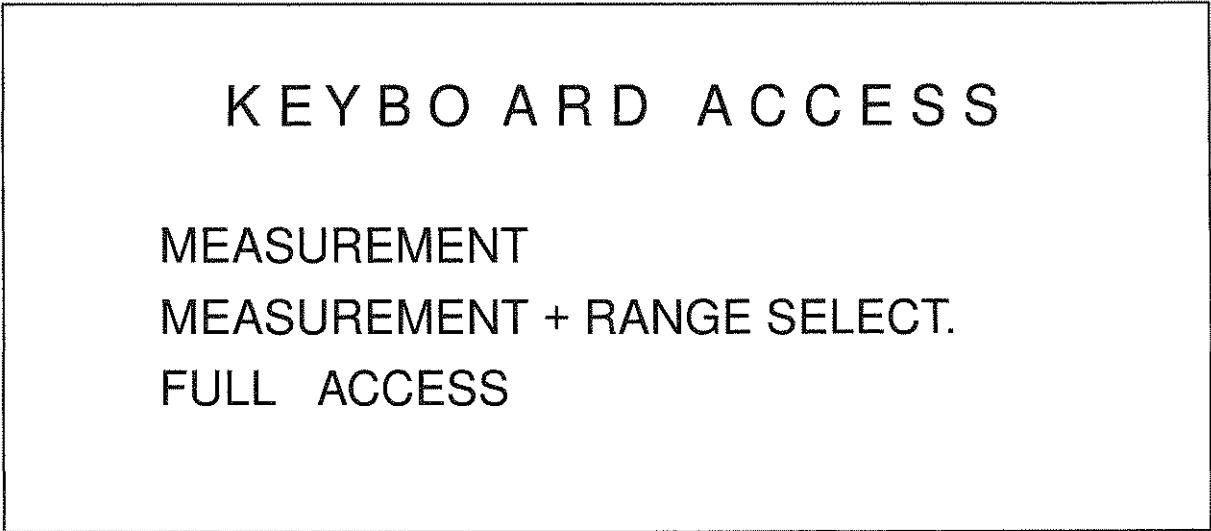 KEYBOARD ACCESS
MEASUREMENT
MEASUREMENT + RANGE SELECT.
FULL ACCESS